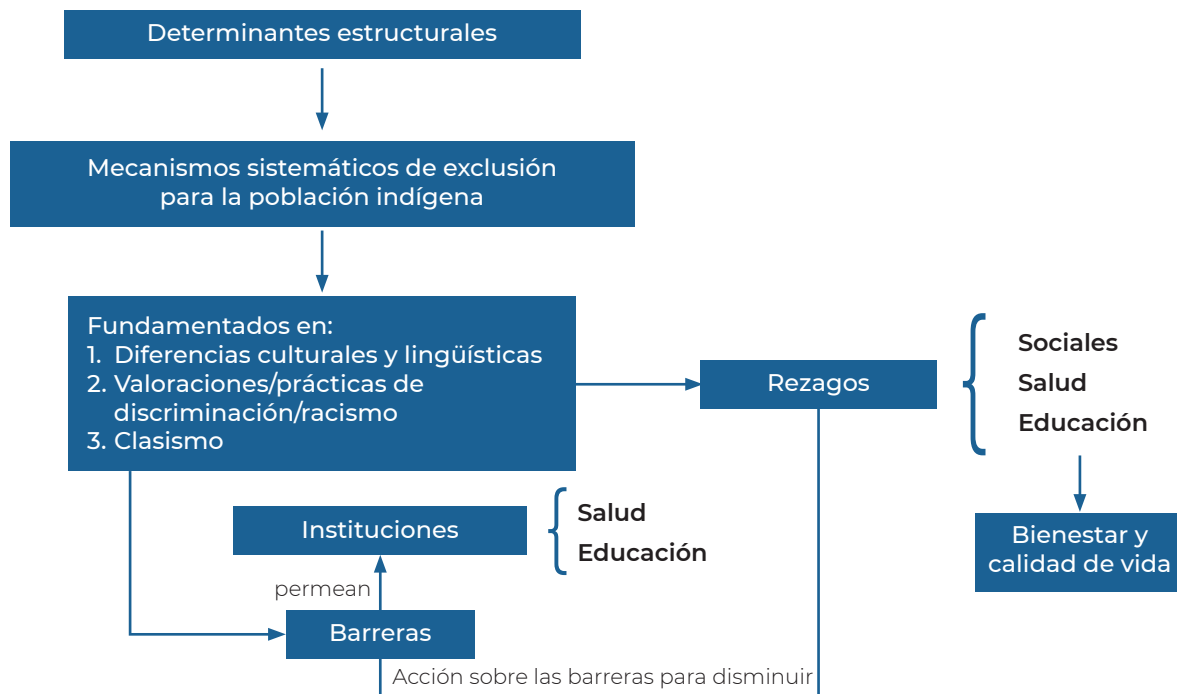 Determinantes estructurales
Mecanismos sistemáticos de exclusión
para la población indígena
Fundamentados en:
1. Diferencias culturales y lingüísticas
2. Valoraciones/prácticas de
discriminación/racismo
3. Clasismo
Rezagos
Sociales
Salud
Educación
Bienestar y
calidad de vida
Instituciones
Salud
Educación
permean
Barreras
Acción sobre las barreras para disminuir